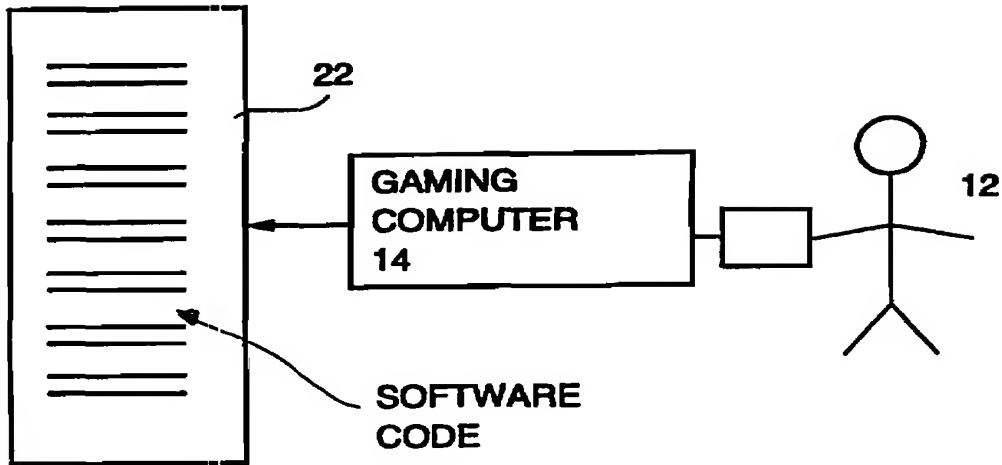 22
GAMING
COMPUTER
14
12
SOFTWARE
CODE